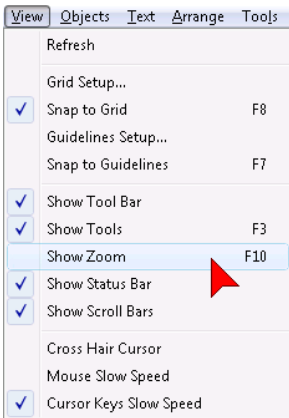 View Objects Text Arrange Tools
Refresh
Grid Setup...
Snap to Grid F8
Guidelines Setup...
Snap to Guidelines F7
Show Tool Bar
Show Tools F3
Show Zoom F10
Show Status Bar
Show Scroll Bars
Cross Hair Cursor
Mouse Slow Speed
Cursor Keys Slow Speed